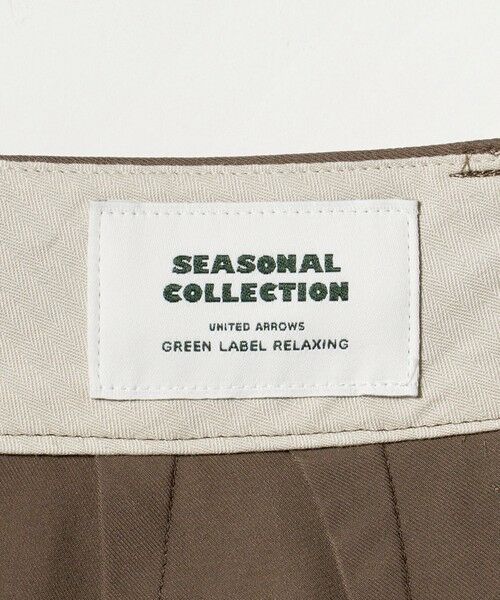 SEASONAL
COLLECTION
UNITED ARROWS
GREEN LABEL RELAXING